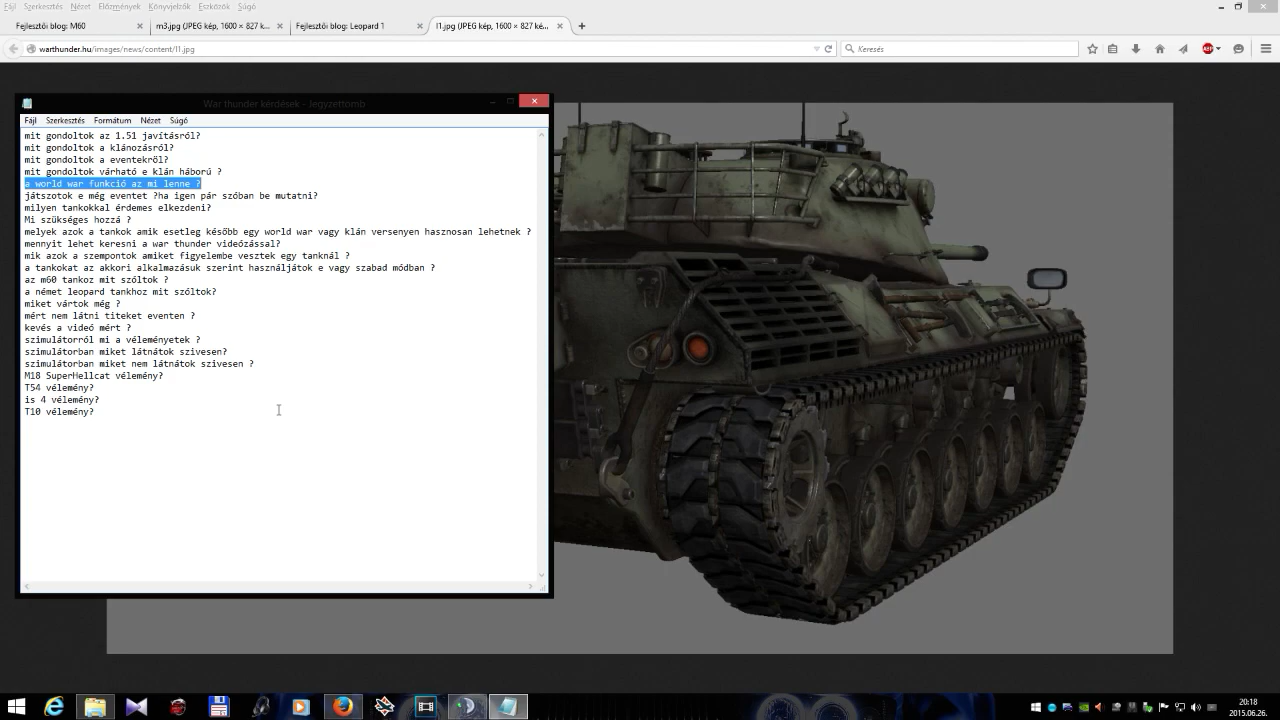 Fájl Szerkesztés Nézet Előzmények Könyvjelzők Eszközök Súgó
Fejlesztői blog: M60
m3.jpg (JPEG kép, 1600 × 827 k...
Fejlesztői blog: Leopard 1
l1.jpg (JPEG kép, 1600 × 827 ké...
warthunder.hu/images/news/content/l1.jpg
Keresés
ABP
War thunder kérdések - Jegyzettömb
Fájl Szerkesztés Formátum Nézet Súgó
mit gondoltok az 1.51 javításról?
mit gondoltok a klánozásról?
mit gondoltok a eventekről?
mit gondoltok várható e klán háború ?
a world war funkció az mi lenne ?
játszotok e még eventet ?ha igen pár szóban be mutatni?
milyen tankokkal érdemes elkezdeni?
Mi szükséges hozzá ?
melyek azok a tankok amik esetleg később egy world war vagy klán versenyen hasznosan lehetnek ?
mennyit lehet keresni a war thunder videózással?
mik azok a szempontok amiket figyelembe vesztek egy tanknál ?
a tankokat az akkori alkalmazásuk szerint használjátok e vagy szabad módban ?
az m60 tankoz mit szóltok ?
a német leopard tankhoz mit szóltok?
miket vártok még ?
mért nem látni titeket eventen ?
kevés a videó mért ?
szimulátorról mi a véleményetek ?
szimulátorban miket látnátok szivesen?
szimulátorban miket nem látnátok szivesen ?
M18 SuperHellcat vélemény?
T54 vélemény?
is 4 vélemény?
T10 vélemény?
20:18
2015.06.26.